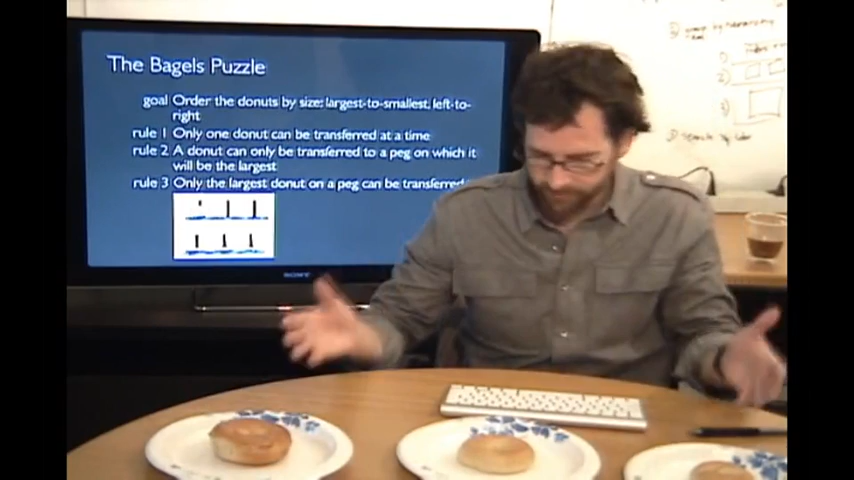 The Bagels Puzzle
goal Order the donuts by size; largest-to-smallest, left-to-
right
rule 1 Only one donut can be transferred at a time
rule 2 A donut can only be transferred to a peg on which it
will be the largest
rule 3 Only the largest donut on a peg can be transferred
SONY